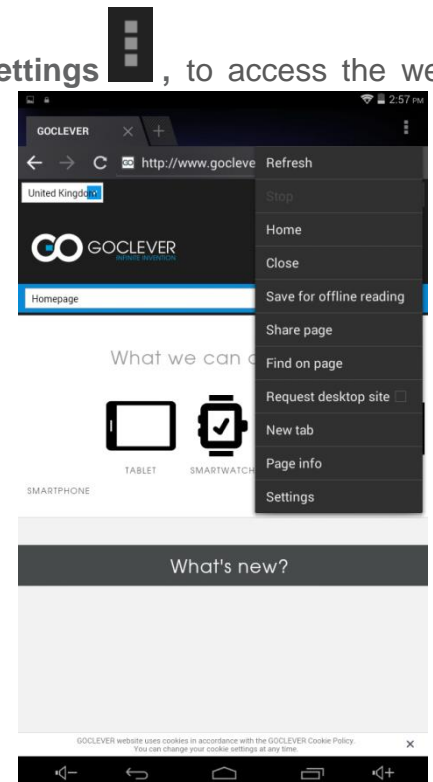 ettings , to access the we
2:57 PM
GOCLEVER
http://www.gocleve
Refresh
United Kingdom
Stop
GO GOCLEVER
INFINITE INVENTION
Home
Close
Homepage
Save for offline reading
Share page
What we can
Find on page
Request desktop site
New tab
TABLET SMARTWATCH
Page info
SMARTPHONE
Settings
What's new?
GOCLEVER website uses cookies in accordance with the GOCLEVER Cookie Policy.
You can change your cookie settings at any time.